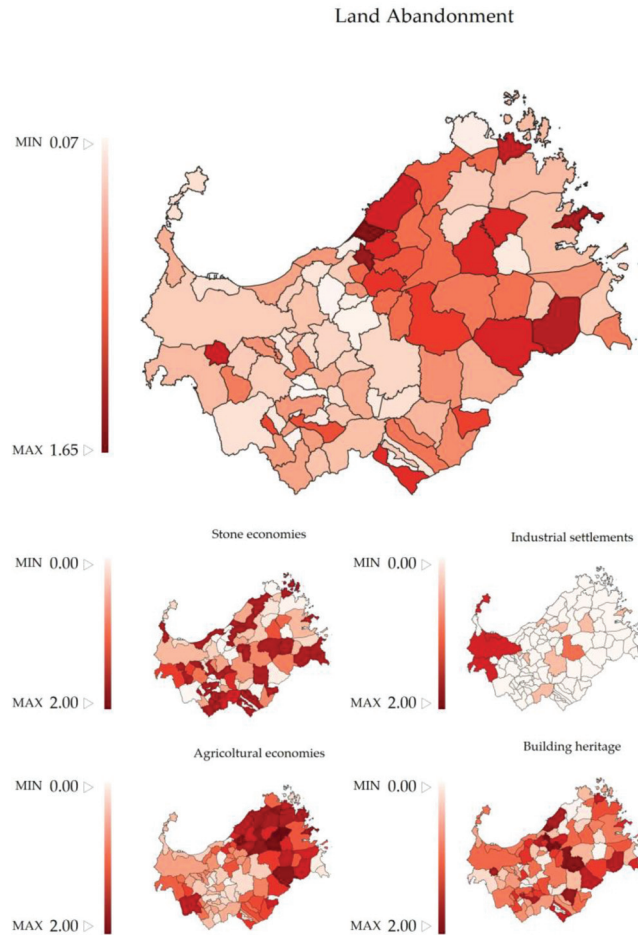 Land Abandonment
MIN 0.07
MAX 1.65
Stone economies
MIN 0.00
MAX 2.00
Industrial settlements
MIN 0.00
MAX 2.00
Agricoltural economies
MIN 0.00
MAX 2.00
Building heritage
MIN 0.00
MAX 2.00